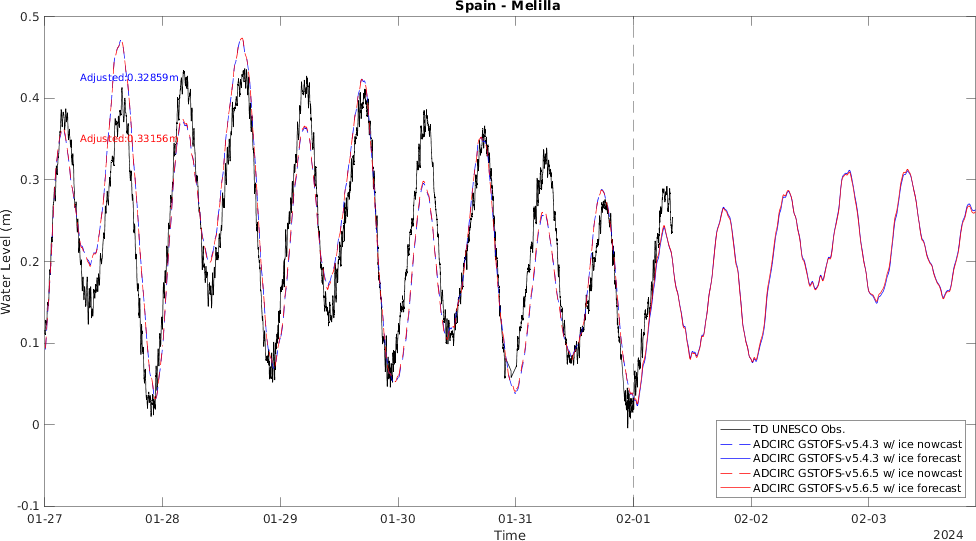 Spain - Melilla
0.5
0.4
0.3
0.2
0.1
0
-0.1
Water Level (m)
Adjusted:0.32859m
Adjusted:0.33156m
TD UNESCO Obs.
ADCIRC GSTOFS-v5.4.3 w/ ice nowcast
ADCIRC GSTOFS-v5.4.3 w/ ice forecast
ADCIRC GSTOFS-v5.6.5 w/ ice nowcast
ADCIRC GSTOFS-v5.6.5 w/ ice forecast
01-27 01-28 01-29 01-30 01-31 02-01 02-02 02-03
Time
2024